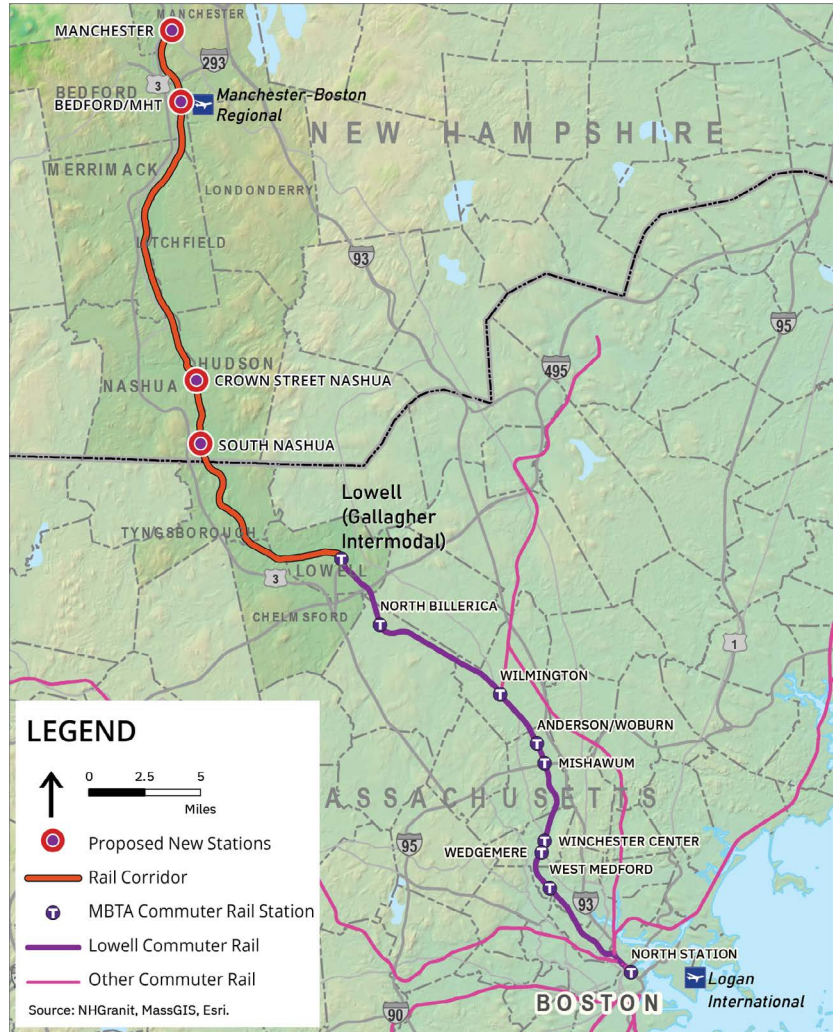 MANCHESTER
MANCHESTER
293
BEDFORD
3
BEDFORD/MHT
Manchester-Boston
Regional
NEW HAMPSHIRE
MERRIMACK
LONDONDERRY
LITCHFIELD
93
95
495
HUDSON
NASHUA
CROWN STREET NASHUA
SOUTH NASHUA
Lowell
(Gallagher
Intermodal)
TYNGSBOROUGH
T
LOWELL
3
NORTH BILLERICA
CHELMSFORD
T
1
WILMINGTON
T
ANDERSON/WOBURN
T
MISHAWUM
T
ASSACHUSETTS
95
WINCHESTER CENTER
T
WEDGEMERE
T
WEST MEDFORD
T
93
NORTH STATION
T
BOSTON
Logan
International
90
LEGEND
0 2.5 5
Miles
Proposed New Stations
Rail Corridor
T MBTA Commuter Rail Station
Lowell Commuter Rail
Other Commuter Rail
Source: NHGranit, MassGIS, Esri.